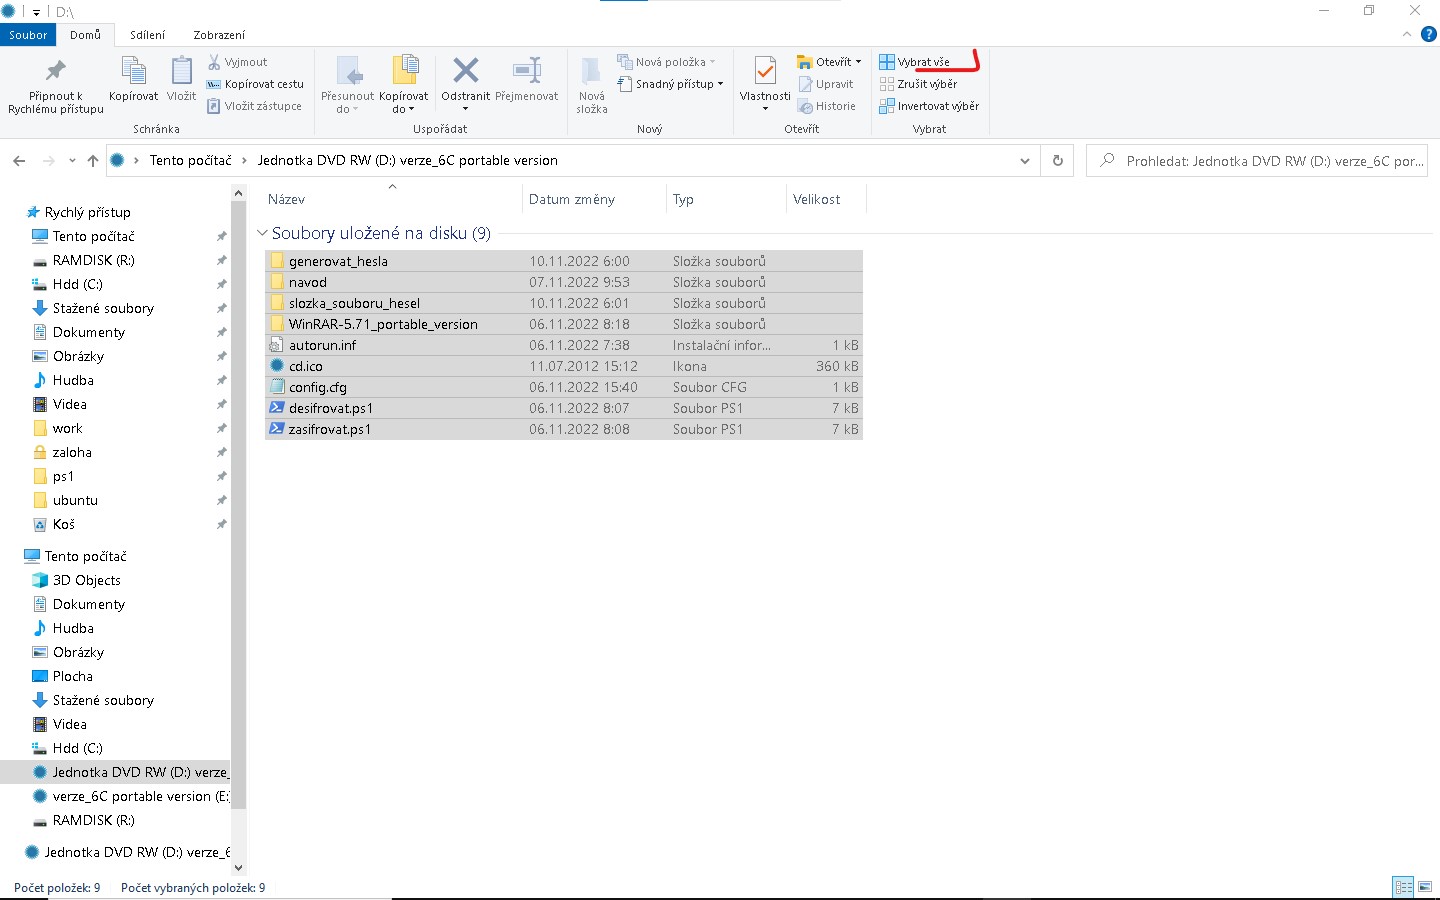 D:\
Soubor Domů Sdílení Zobrazení
Připnout k Rychlému přístupu
Kopírovat
Vložit
Vyjmout
Kopírovat cestu
Vložit zástupce
Schránka
Přesunout do
Kopírovat do
Odstranit
Přejmenovat
Uspořádat
Nová složka
Nová položka
Snadný přístup
Nový
Vlastnosti
Otevřít
Upravit
Historie
Otevřít
Vybrat vše
Zrušit výběr
Invertovat výběr
Vybrat
Tento počítač > Jednotka DVD RW (D:) verze_6C portable version
Prohledat: Jednotka DVD RW (D:) verze_6C por...
Rychlý přístup
Tento počítač
RAMDISK (R:)
Hdd (C:)
Stažené soubory
Dokumenty
Obrázky
Hudba
Videa
work
zaloha
ps1
ubuntu
Koš
Tento počítač
3D Objects
Dokumenty
Hudba
Obrázky
Plocha
Stažené soubory
Videa
Hdd (C:)
Jednotka DVD RW (D:) verze_
verze_6C portable version (E:
RAMDISK (R:)
Jednotka DVD RW (D:) verze_6
Název Datum změny Typ Velikost
Soubory uložené na disku (9)
generovat_hesla 10.11.2022 6:00 Složka souborů
navod 07.11.2022 9:53 Složka souborů
slozka_souboru_hesel 10.11.2022 6:01 Složka souborů
WinRAR-5.71_portable_version 06.11.2022 8:18 Složka souborů
autorun.inf 06.11.2022 7:38 Instalační infor... 1 kB
cd.ico 11.07.2012 15:12 Ikona 360 kB
config.cfg 06.11.2022 15:40 Soubor CFG 1 kB
desifrovat.ps1 06.11.2022 8:07 Soubor PS1 7 kB
zasifrovat.ps1 06.11.2022 8:08 Soubor PS1 7 kB
Počet položek: 9 Počet vybraných položek: 9